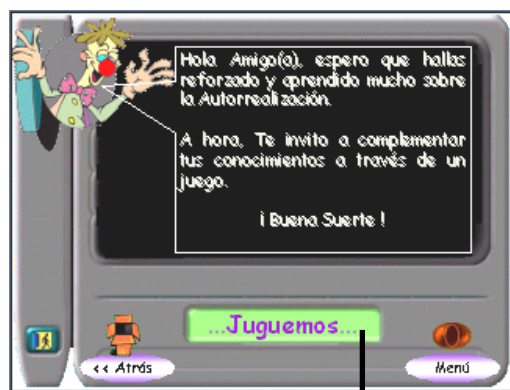 Hola Amigo(a), espero que hallas
reforzado y aprendido mucho sobre
la Autorrealización.
A hora, Te invito a complementar
tus conocimientos a través de un
juego.
¡ Buena Suerte !
...Juguemos...
<< Atrás
Menú